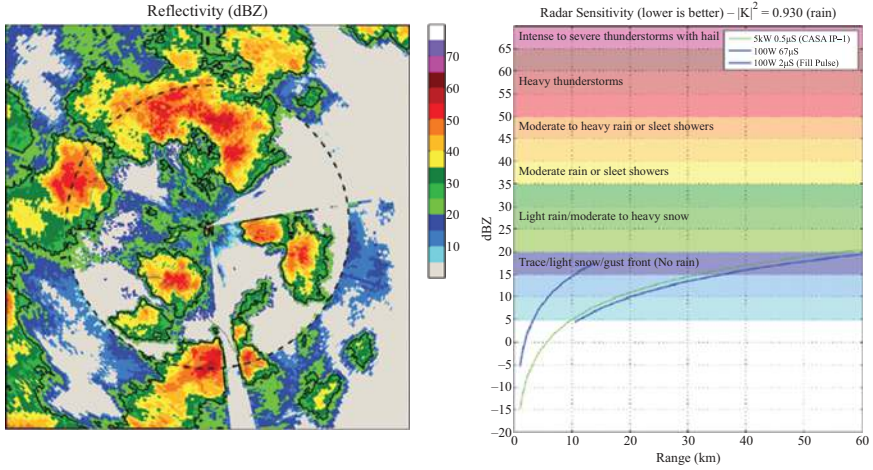 Reflectivity (dBZ)
70
60
50
40
30
20
10
Radar Sensitivity (lower is better) – |K|² = 0.930 (rain)
5kW 0.5μS (CASA IP–1)
100W 67μS
100W 2μS (Fill Pulse)
Intense to severe thunderstorms with hail
Heavy thunderstorms
Moderate to heavy rain or sleet showers
Moderate rain or sleet showers
Light rain/moderate to heavy snow
Trace/light snow/gust front (No rain)
dBZ
70
65
60
55
50
45
40
35
30
25
20
15
10
5
0
−5
−10
−15
−20
0 10 20 30 40 50 60
Range (km)